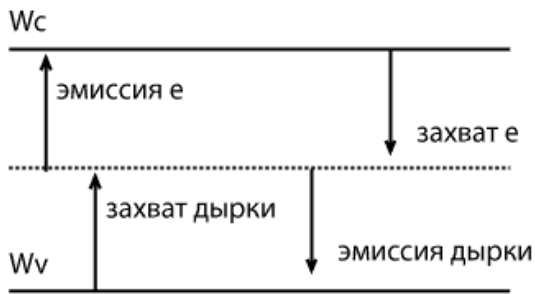 Wc
эмиссия e
захват e
захват дырки
эмиссия дырки
Wv